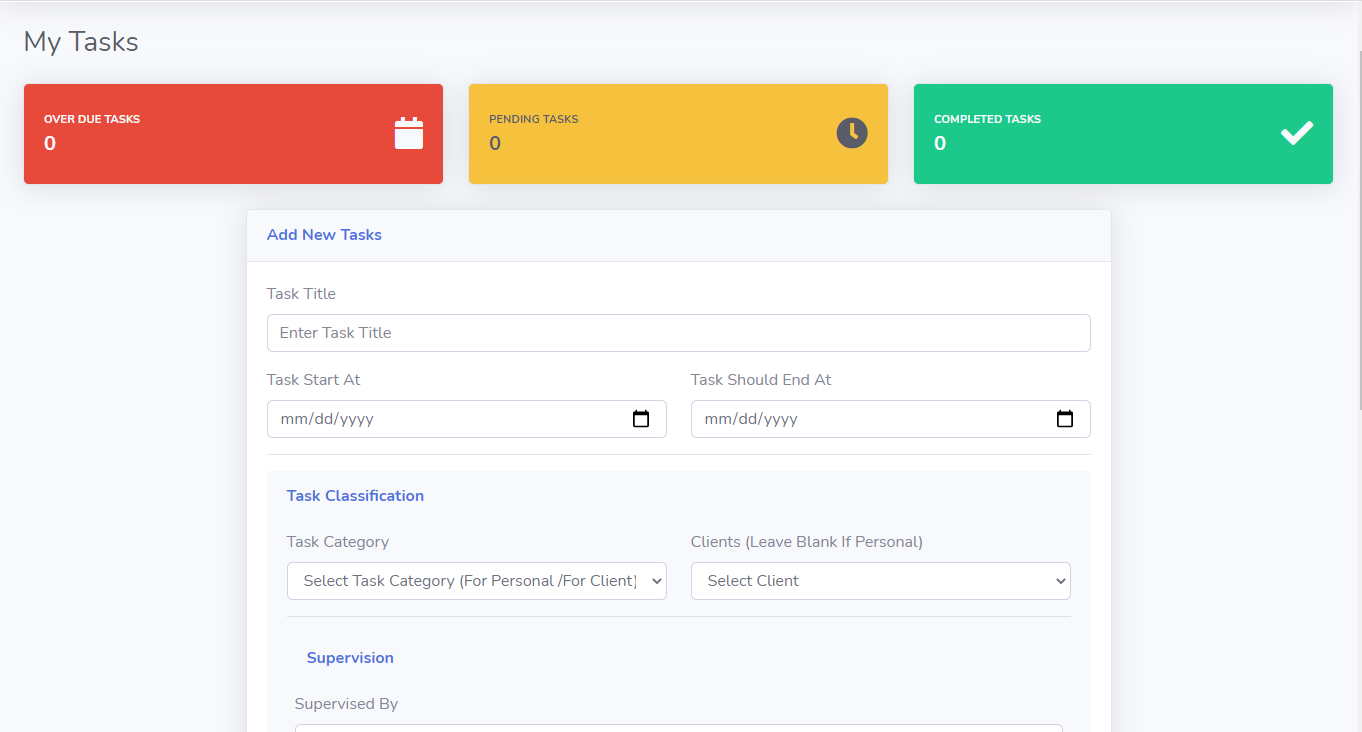 My Tasks
OVER DUE TASKS
0
PENDING TASKS
0
COMPLETED TASKS
0
Add New Tasks
Task Title
Enter Task Title
Task Start At
Task Should End At
mm/dd/yyyy
mm/dd/yyyy
Task Classification
Task Category
Clients (Leave Blank If Personal)
Select Task Category (For Personal /For Client)
Select Client
Supervision
Supervised By